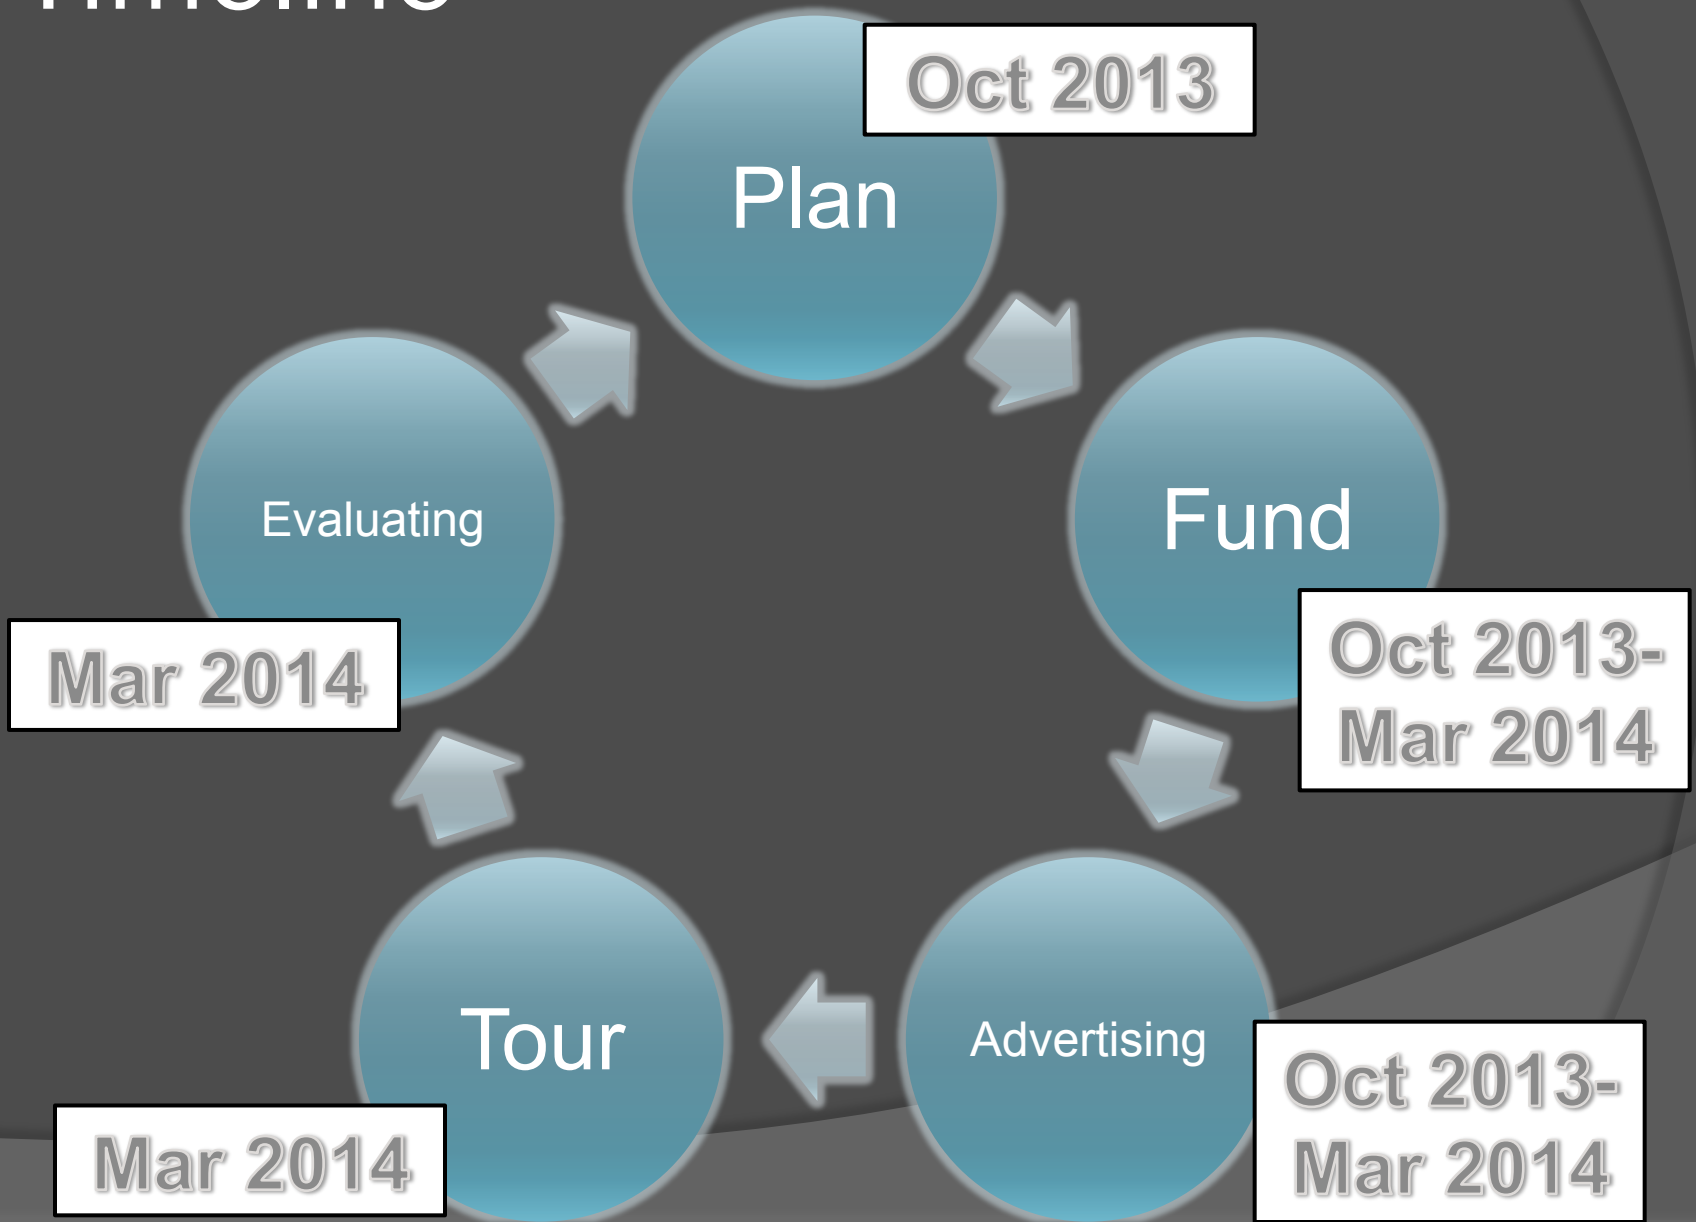 Timeline
Oct 2013
Plan
Fund
Oct 2013-
Mar 2014
Advertising
Oct 2013-
Mar 2014
Tour
Mar 2014
Evaluating
Mar 2014